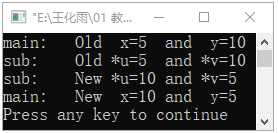 "E:\王化雨\01 教...
main:   Old  x=5  and  y=10
sub:    Old *u=5  and *v=10
sub:    New *u=10 and *v=5
main:   New  x=10 and  y=5
Press any key to continue